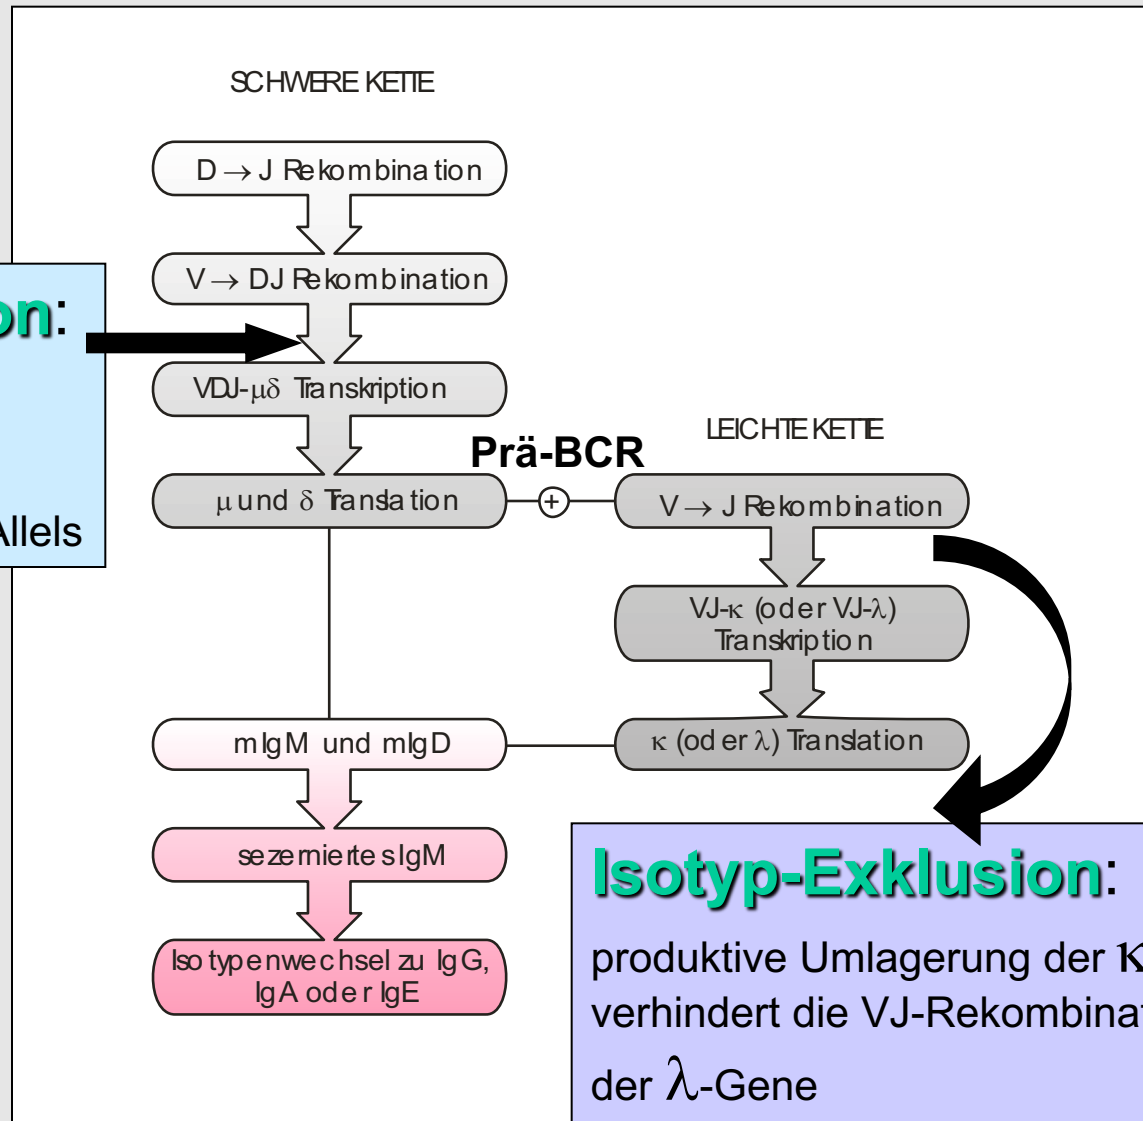 SCHWERE KETTE
D → J Rekombination
V → DJ Rekombination
on:
VDJ-μδ Transkription
Allels
Prä-BCR
LEICHTE KETTE
μ und δ Translation
+
V → J Rekombination
VJ-κ (oder VJ-λ)
Transkription
mIgM und mIgD
κ (oder λ) Translation
sezerniertes IgM
Isotypenwechsel zu IgG,
IgA oder IgE
Isotyp-Exklusion:
produktive Umlagerung der κ
verhindert die VJ-Rekombinat
der λ-Gene